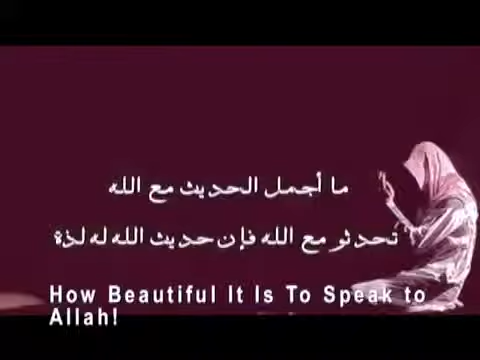 ما أجمل الحديث مع الله
تحدثو مع الله فإن حديث الله له لذة
How Beautiful It Is To Speak to
Allah!